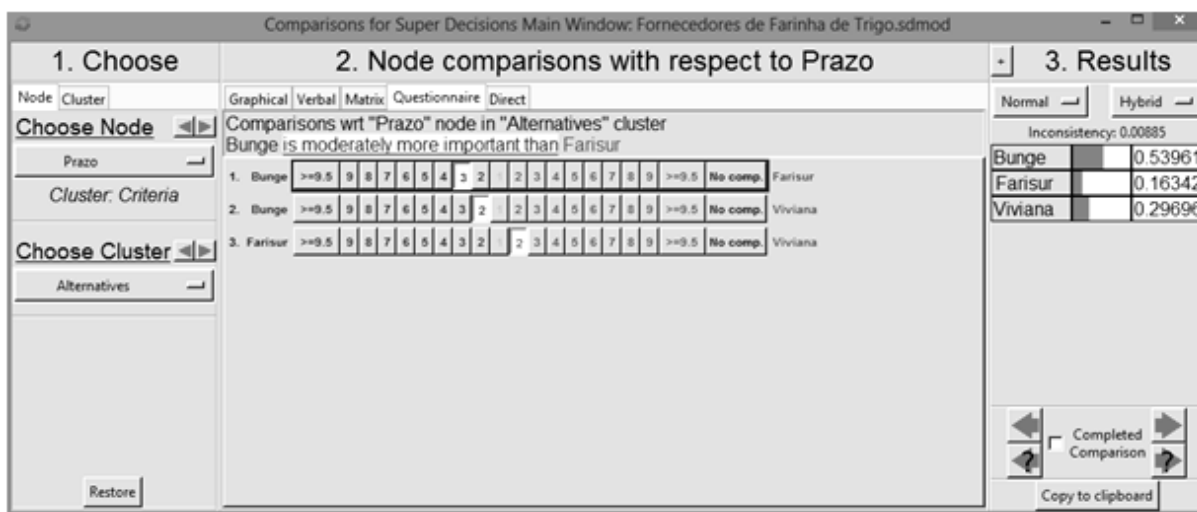 Comparisons for Super Decisions Main Window: Fornecedores de Farinha de Trigo.sdmod
1. Choose
Node Cluster
Choose Node
Prazo
Cluster: Criteria
Choose Cluster
Alternatives
Restore
2. Node comparisons with respect to Prazo
Graphical Verbal Matrix Questionnaire Direct
Comparisons wrt "Prazo" node in "Alternatives" cluster
Bunge is moderately more important than Farisur
1. Bunge >=9.5 9 8 7 6 5 4 3 2 1 2 3 4 5 6 7 8 9 >=9.5 No comp. Farisur
2. Bunge >=9.5 9 8 7 6 5 4 3 2 1 2 3 4 5 6 7 8 9 >=9.5 No comp. Viviana
3. Farisur >=9.5 9 8 7 6 5 4 3 2 1 2 3 4 5 6 7 8 9 >=9.5 No comp. Viviana
+ 3. Results
Normal Hybrid
Inconsistency: 0.00885
Bunge 0.53961
Farisur 0.16342
Viviana 0.29696
Completed
Comparison
? ?
Copy to clipboard